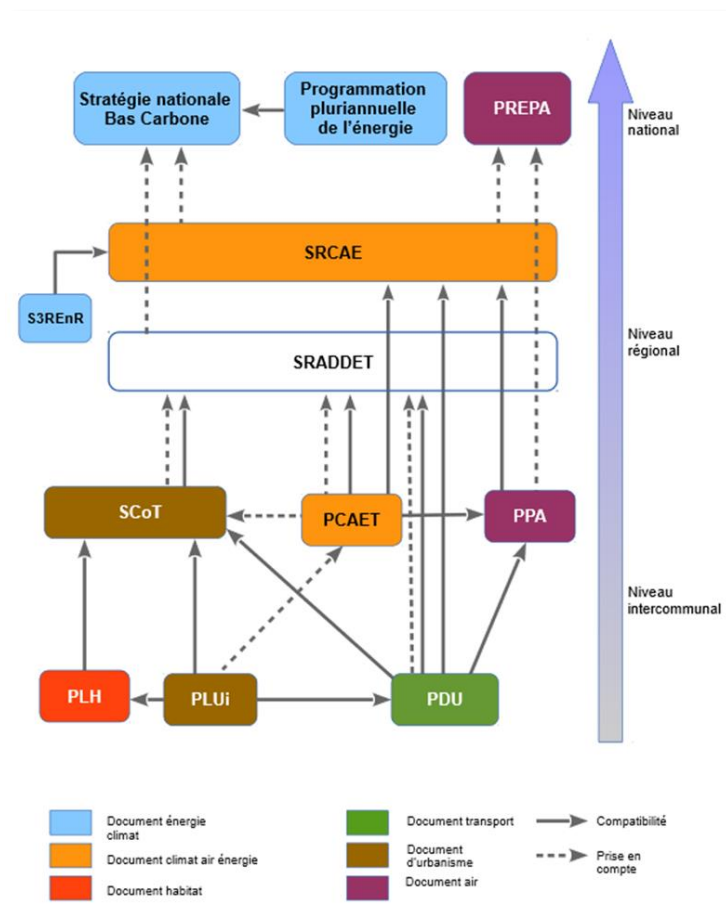 Stratégie nationale
Bas Carbone
Programmation
pluriannuelle
de l'énergie
PREPA
Niveau
national
SRCAE
S3REnR
SRADDET
Niveau
régional
SCoT
PCAET
PPA
Niveau
intercommunal
PLH
PLUi
PDU
Document énergie
climat
Document climat air énergie
Document habitat
Document transport
Document
d'urbanisme
Document air
Compatibilité
Prise en
compte